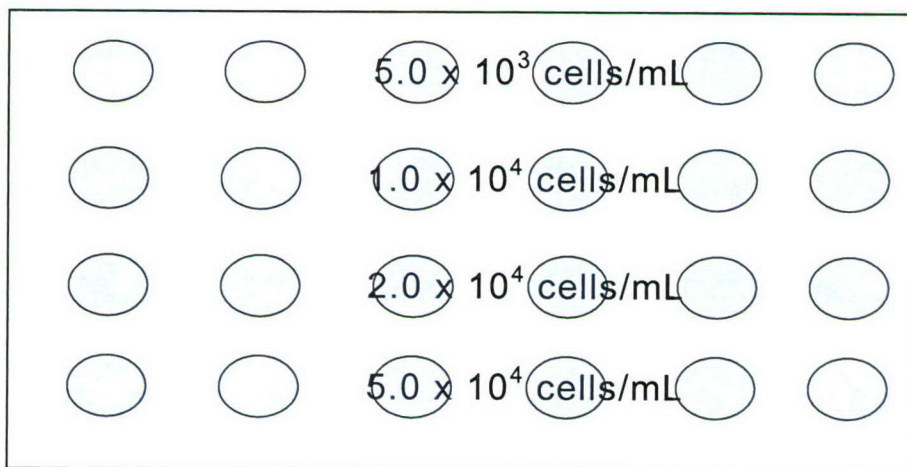 5.0 x 10³ cells/mL
1.0 x 10⁴ cells/mL
2.0 x 10⁴ cells/mL
5.0 x 10⁴ cells/mL